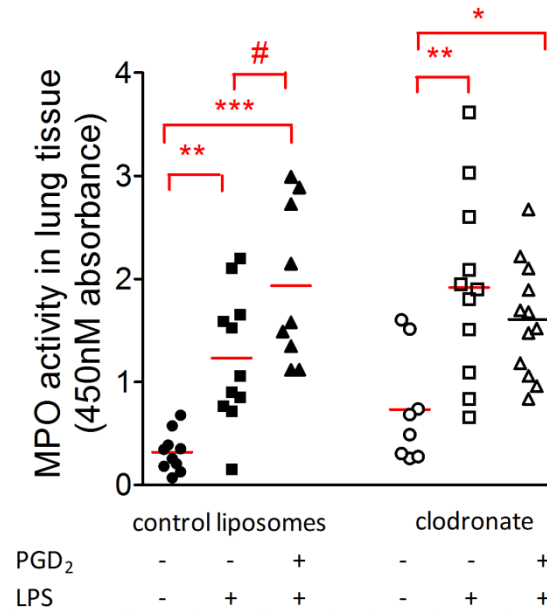 *
#
**
***
**
MPO activity in lung tissue
(450nM absorbance)
4
3
2
1
0
control liposomes clodronate
PGD₂ - - + - - +
LPS - + + - + +